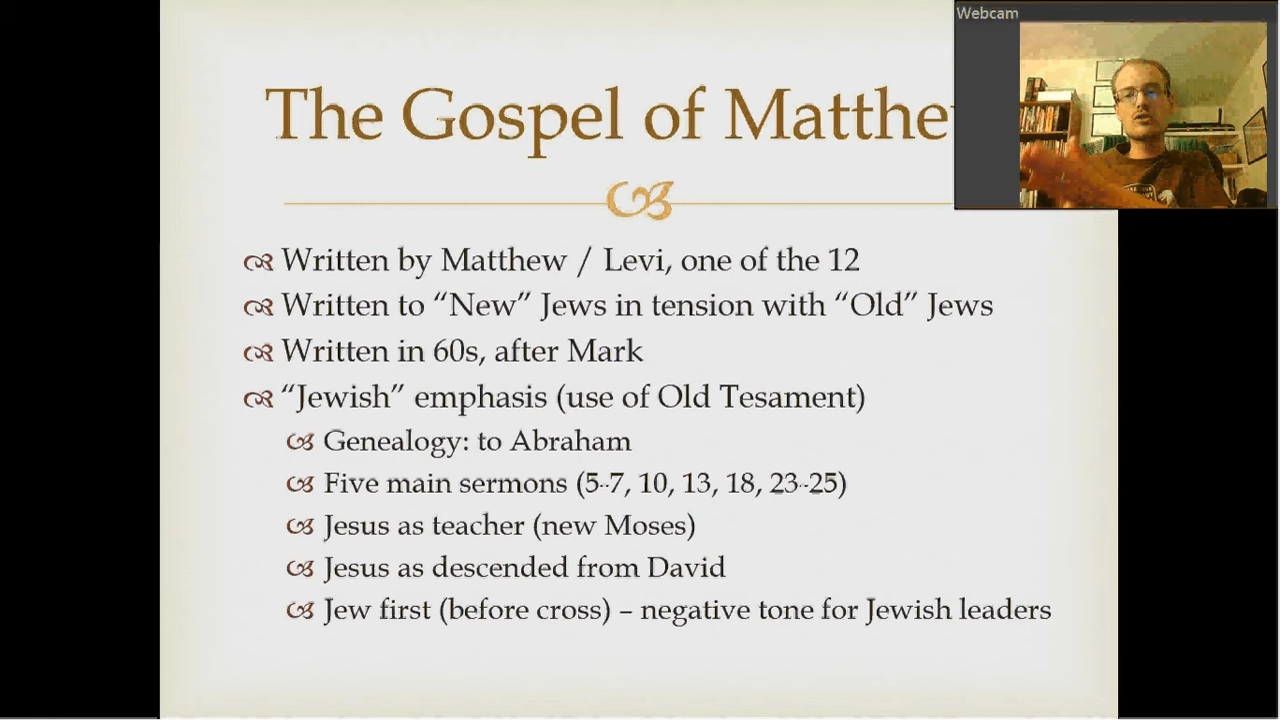 Webcam
The Gospel of Matthe
Written by Matthew / Levi, one of the 12
Written to “New” Jews in tension with “Old” Jews
Written in 60s, after Mark
“Jewish” emphasis (use of Old Tesament)
Genealogy: to Abraham
Five main sermons (5-7, 10, 13, 18, 23-25)
Jesus as teacher (new Moses)
Jesus as descended from David
Jew first (before cross) – negative tone for Jewish leaders